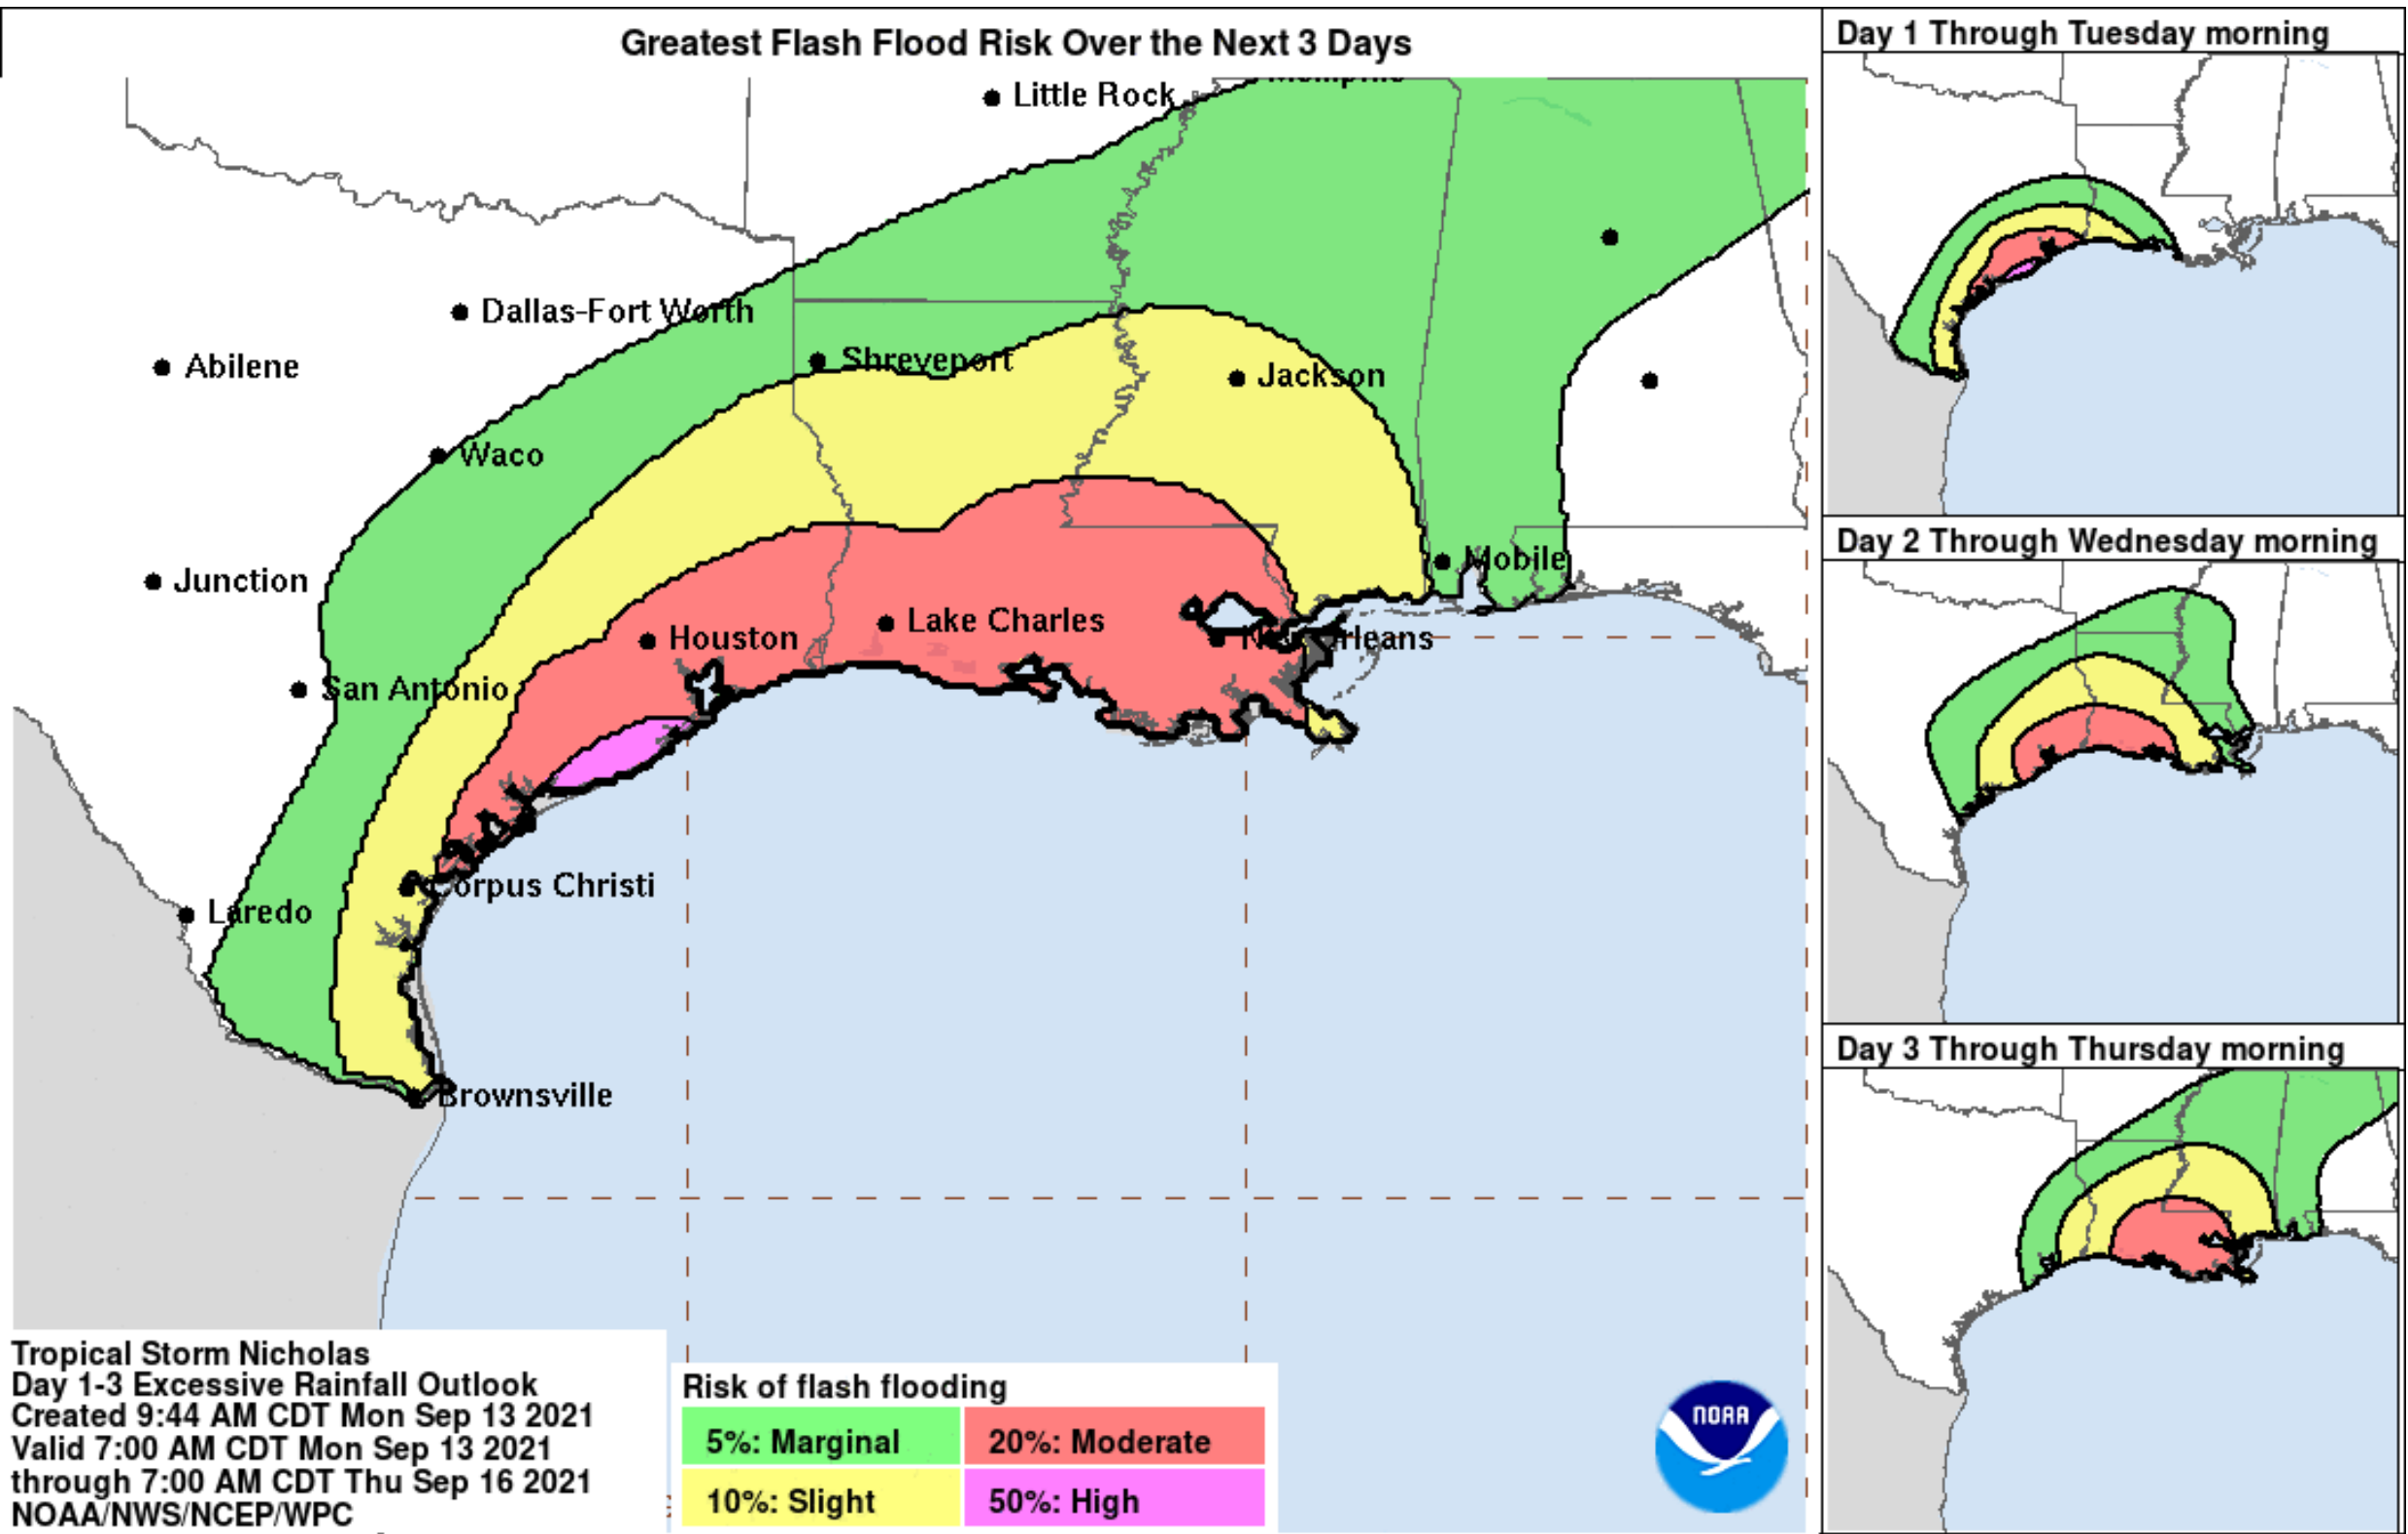 Greatest Flash Flood Risk Over the Next 3 Days
Little Rock
Memphis
Dallas-Fort Worth
Abilene
Shreveport
Jackson
Waco
Junction
Mobile
Houston
Lake Charles
New Orleans
San Antonio
Corpus Christi
Laredo
Brownsville
Tropical Storm Nicholas
Day 1-3 Excessive Rainfall Outlook
Created 9:44 AM CDT Mon Sep 13 2021
Valid 7:00 AM CDT Mon Sep 13 2021
through 7:00 AM CDT Thu Sep 16 2021
NOAA/NWS/NCEP/WPC
Risk of flash flooding
5%: Marginal
20%: Moderate
10%: Slight
50%: High
NOAA
Day 1 Through Tuesday morning
Day 2 Through Wednesday morning
Day 3 Through Thursday morning